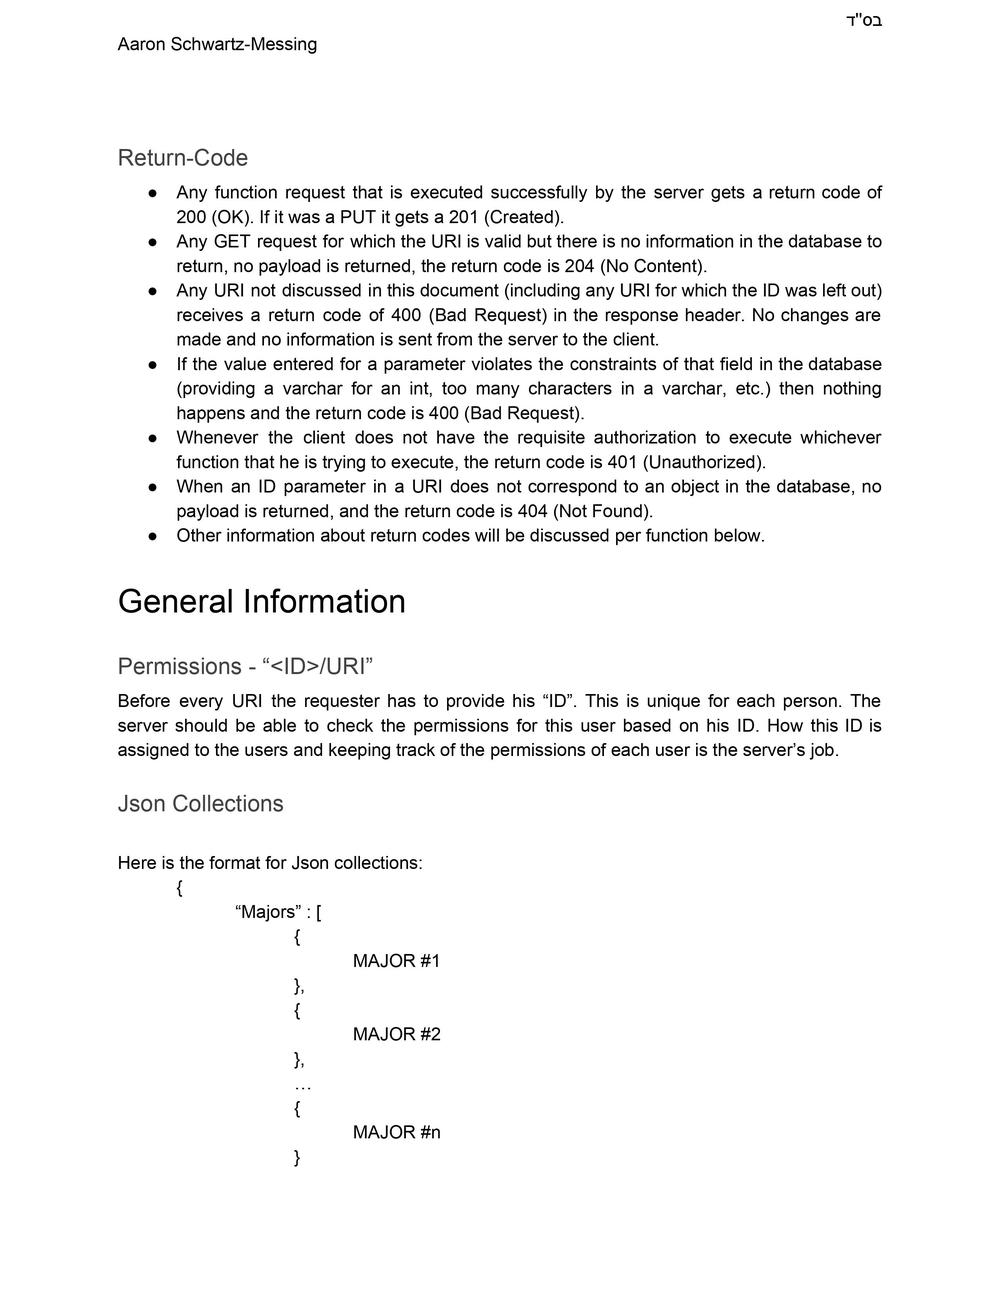 בס"ד
Aaron Schwartz-Messing
Return-Code
● Any function request that is executed successfully by the server gets a return code of
200 (OK). If it was a PUT it gets a 201 (Created).
● Any GET request for which the URI is valid but there is no information in the database to
return, no payload is returned, the return code is 204 (No Content).
● Any URI not discussed in this document (including any URI for which the ID was left out)
receives a return code of 400 (Bad Request) in the response header. No changes are
made and no information is sent from the server to the client.
● If the value entered for a parameter violates the constraints of that field in the database
(providing a varchar for an int, too many characters in a varchar, etc.) then nothing
happens and the return code is 400 (Bad Request).
● Whenever the client does not have the requisite authorization to execute whichever
function that he is trying to execute, the return code is 401 (Unauthorized).
● When an ID parameter in a URI does not correspond to an object in the database, no
payload is returned, and the return code is 404 (Not Found).
● Other information about return codes will be discussed per function below.
General Information
Permissions - “<ID>/URI”
Before every URI the requester has to provide his “ID”. This is unique for each person. The
server should be able to check the permissions for this user based on his ID. How this ID is
assigned to the users and keeping track of the permissions of each user is the server’s job.
Json Collections
Here is the format for Json collections:
{
“Majors” : [
{
MAJOR #1
},
{
MAJOR #2
},
…
{
MAJOR #n
}